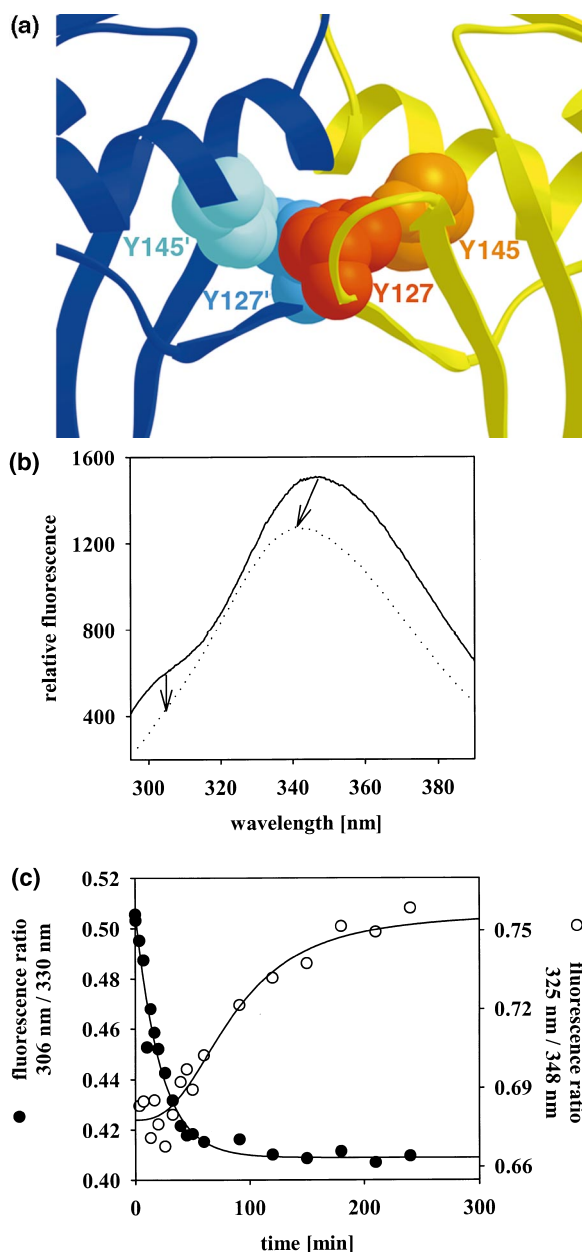 (a)
Y145'
Y145
Y127'
Y127
(b)
1600
1200
800
400
relative fluorescence
300
320
340
360
380
wavelength [nm]
(c)
0.52
0.50
0.48
0.46
0.44
0.42
0.40
fluorescence ratio
306 nm / 330 nm
0.75
0.72
0.69
0.66
fluorescence ratio
325 nm / 348 nm
0
100
200
300
time [min]